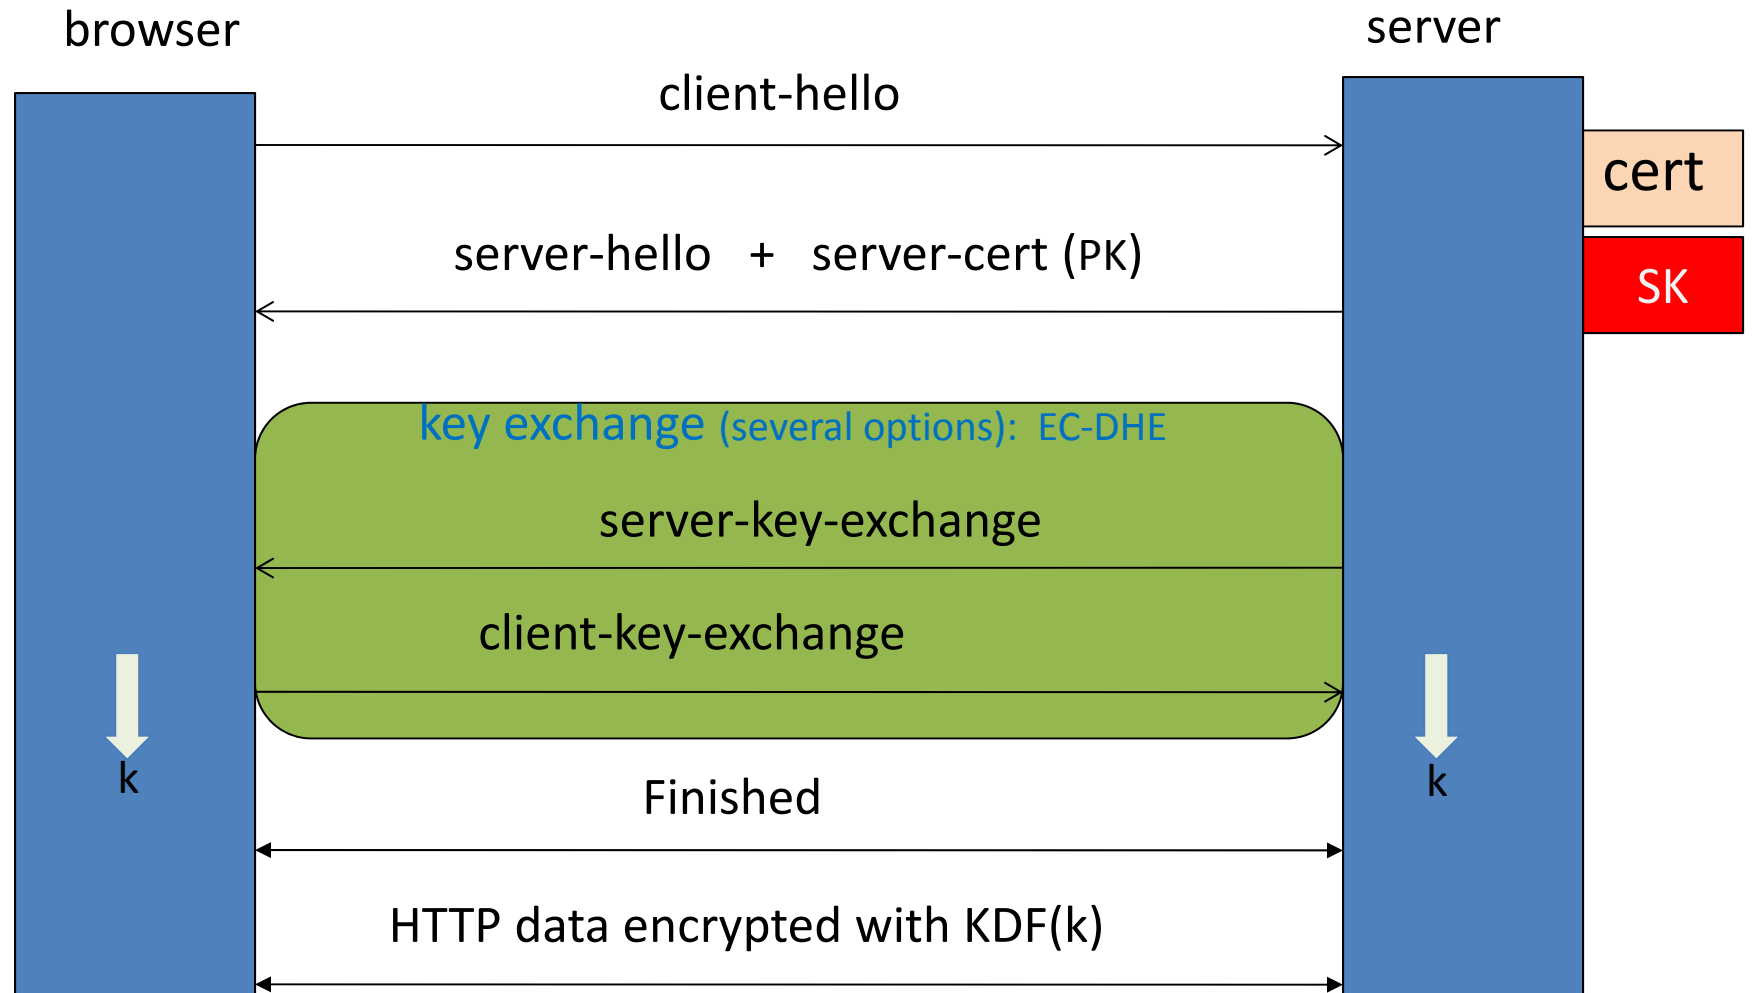 browser
server
client-hello
cert
server-hello + server-cert (PK)
SK
key exchange (several options): EC-DHE
server-key-exchange
client-key-exchange
k
k
Finished
HTTP data encrypted with KDF(k)